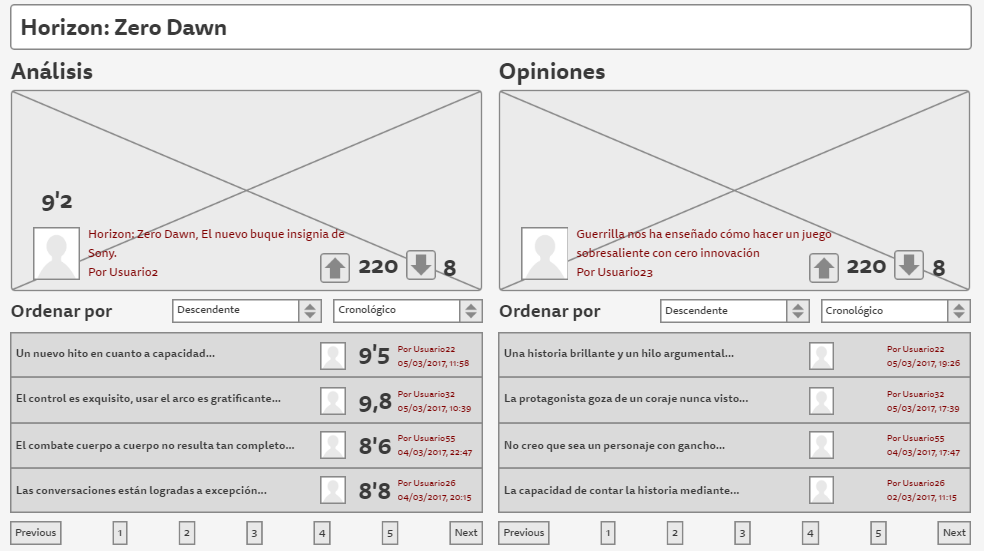 Horizon: Zero Dawn
Análisis
9'2
Horizon: Zero Dawn, El nuevo buque insignia de
Sony.
Por Usuario2
220
8
Ordenar por
Descendente
Cronológico
Un nuevo hito en cuanto a capacidad...
9'5
Por Usuario22
05/03/2017, 11:58
El control es exquisito, usar el arco es gratificante...
9,8
Por Usuario32
05/03/2017, 10:39
El combate cuerpo a cuerpo no resulta tan completo...
8'6
Por Usuario55
04/03/2017, 22:47
Las conversaciones están logradas a excepción...
8'8
Por Usuario26
04/03/2017, 20:15
Previous
1
2
3
4
5
Next
Opiniones
Guerrilla nos ha enseñado cómo hacer un juego
sobresaliente con cero innovación
Por Usuario23
220
8
Ordenar por
Descendente
Cronológico
Una historia brillante y un hilo argumental...
Por Usuario22
05/03/2017, 19:26
La protagonista goza de un coraje nunca visto...
Por Usuario32
05/03/2017, 17:39
No creo que sea un personaje con gancho...
Por Usuario55
04/03/2017, 17:47
La capacidad de contar la historia mediante...
Por Usuario26
02/03/2017, 11:15
Previous
1
2
3
4
5
Next